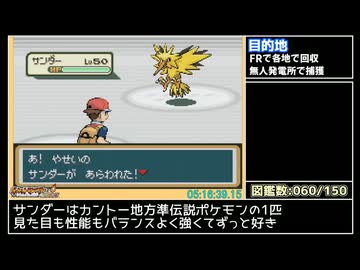 サンダー Lv50
目的地
FRで各地で回収
無人発電所で捕獲
あ! やせいの
サンダーが あらわれた!
05:16:39.15
図鑑数:060/150
サンダーはカントー地方準伝説ポケモンの1匹
見た目も性能もバランスよく強くてずっと好き